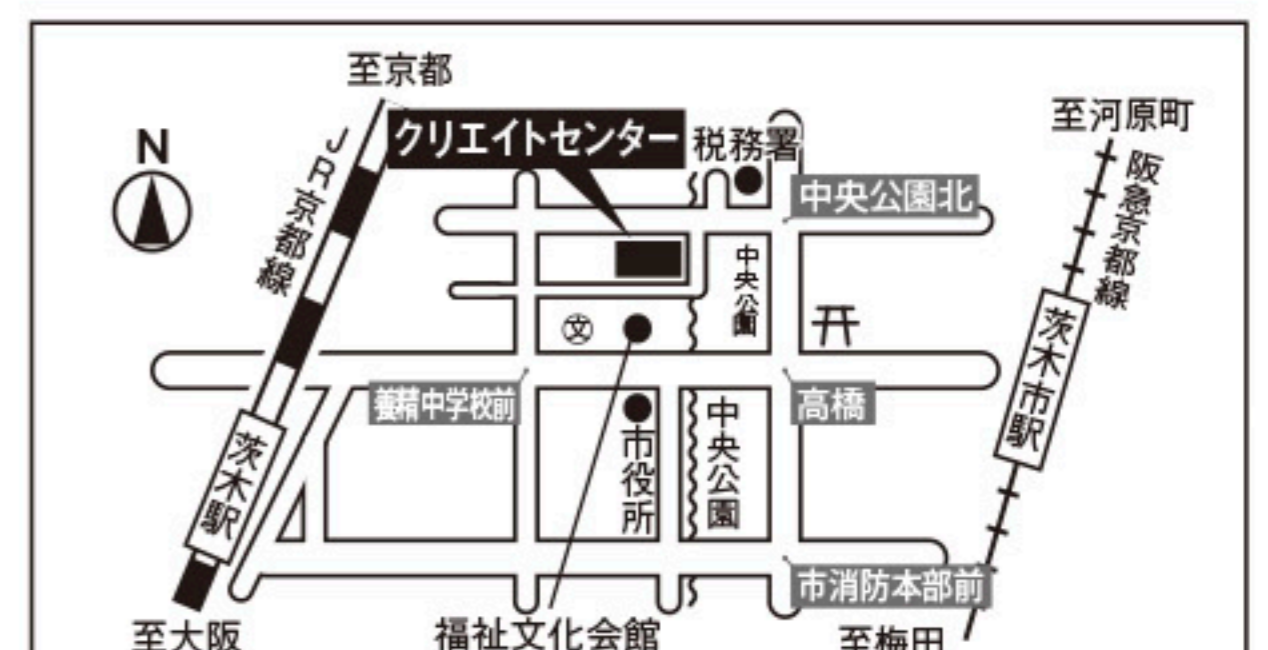 至京都
至河原町
N
JR京都線
クリエイトセンター
税務署
阪急京都線
中央公園北
中央公園
文
茨木市駅
養精中学校前
高橋
中央公園
市役所
茨木駅
市消防本部前
至大阪
福祉文化会館
至梅田